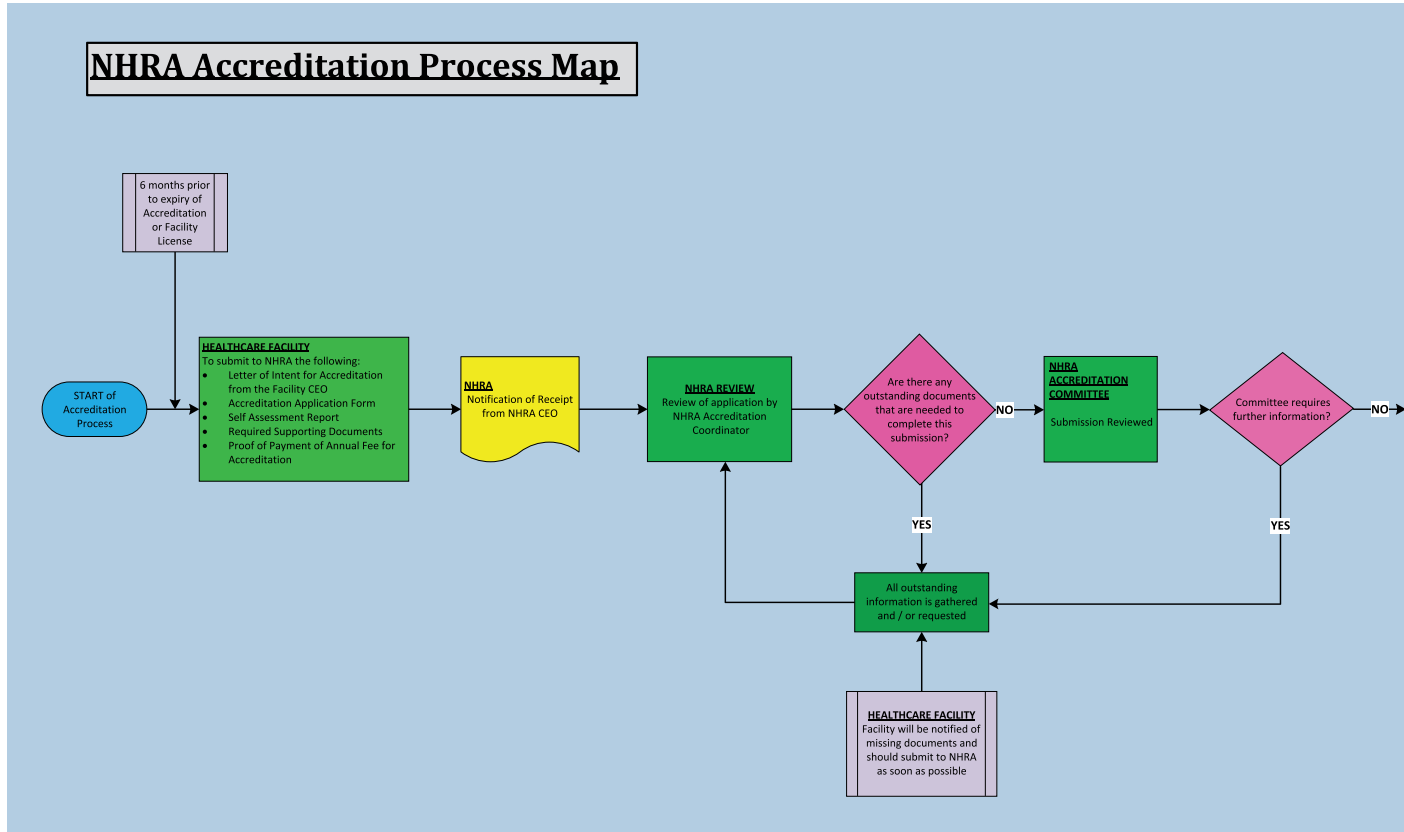 NHRA Accreditation Process Map
6 months prior
to expiry of
Accreditation
or Facility
License
START of
Accreditation
Process
HEALTHCARE FACILITY
To submit to NHRA the following:
• Letter of Intent for Accreditation
from the Facility CEO
• Accreditation Application Form
• Self Assessment Report
• Required Supporting Documents
• Proof of Payment of Annual Fee for
Accreditation
NHRA
Notification of Receipt
from NHRA CEO
NHRA REVIEW
Review of application by
NHRA Accreditation
Coordinator
Are there any
outstanding documents
that are needed to
complete this
submission?
NO
NHRA
ACCREDITATION
COMMITTEE
Submission Reviewed
Committee requires
further information?
NO
YES
YES
All outstanding
information is gathered
and / or requested
HEALTHCARE FACILITY
Facility will be notified of
missing documents and
should submit to NHRA
as soon as possible